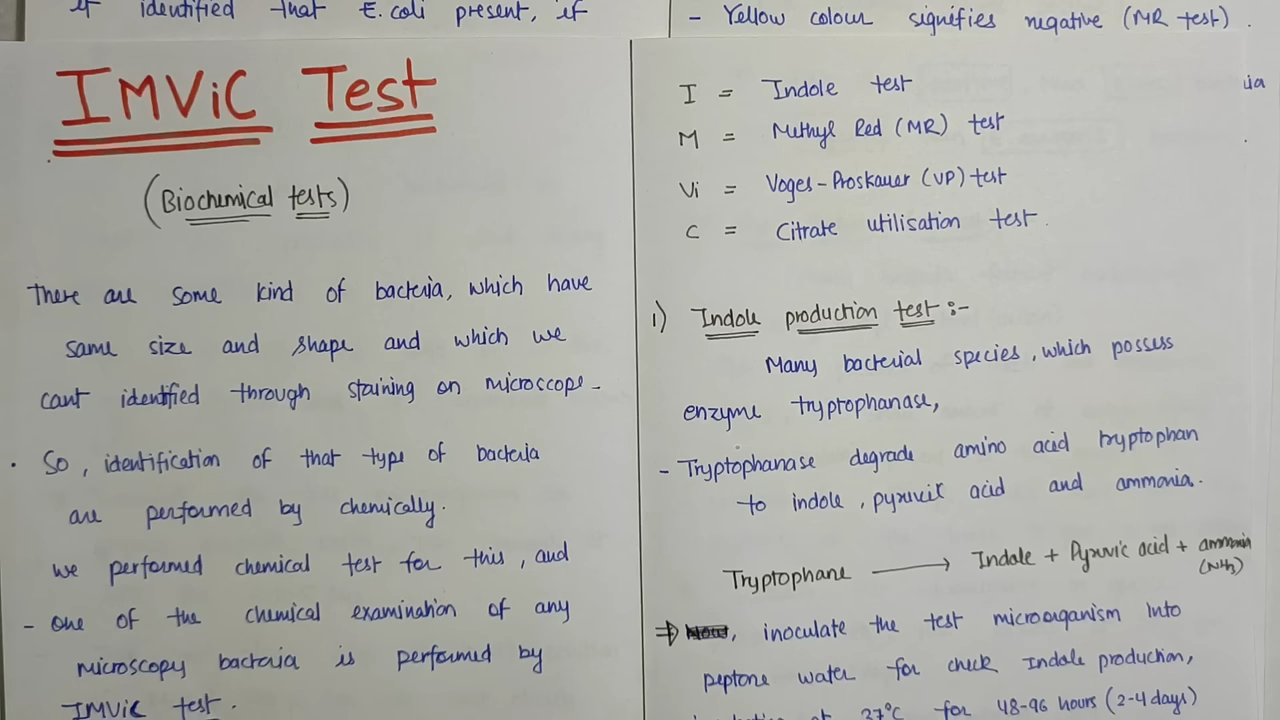 if identified that E. coli present, if
IMViC Test
(Biochemical tests)
There are some kind of bacteria, which have
same size and shape and which we
cant identified through staining on microscope-
• So, identification of that type of bacteria
are performed by chemically.
we performed chemical test for this, and
- one of the chemical examination of any
microscopy bacteria is performed by
IMViC test.
- Yellow colour signifies negative (MR test).
I = Indole test
M = Methyl Red (MR) test
Vi = Voges-Proskauer (VP) test
C = Citrate utilisation test.
i) Indole production test :-
Many bacterial species, which possess
enzyme tryptophanase,
- Tryptophanase degrade amino acid tryptophan
to indole, pyruvic acid and ammonia.
Tryptophane ⟶ Indole + Pyruvic acid + ammonia
(NH3)
⇒ , inoculate the test microorganism into
peptone water for check Indole production,
at 37°C for 48-96 hours (2-4 days)